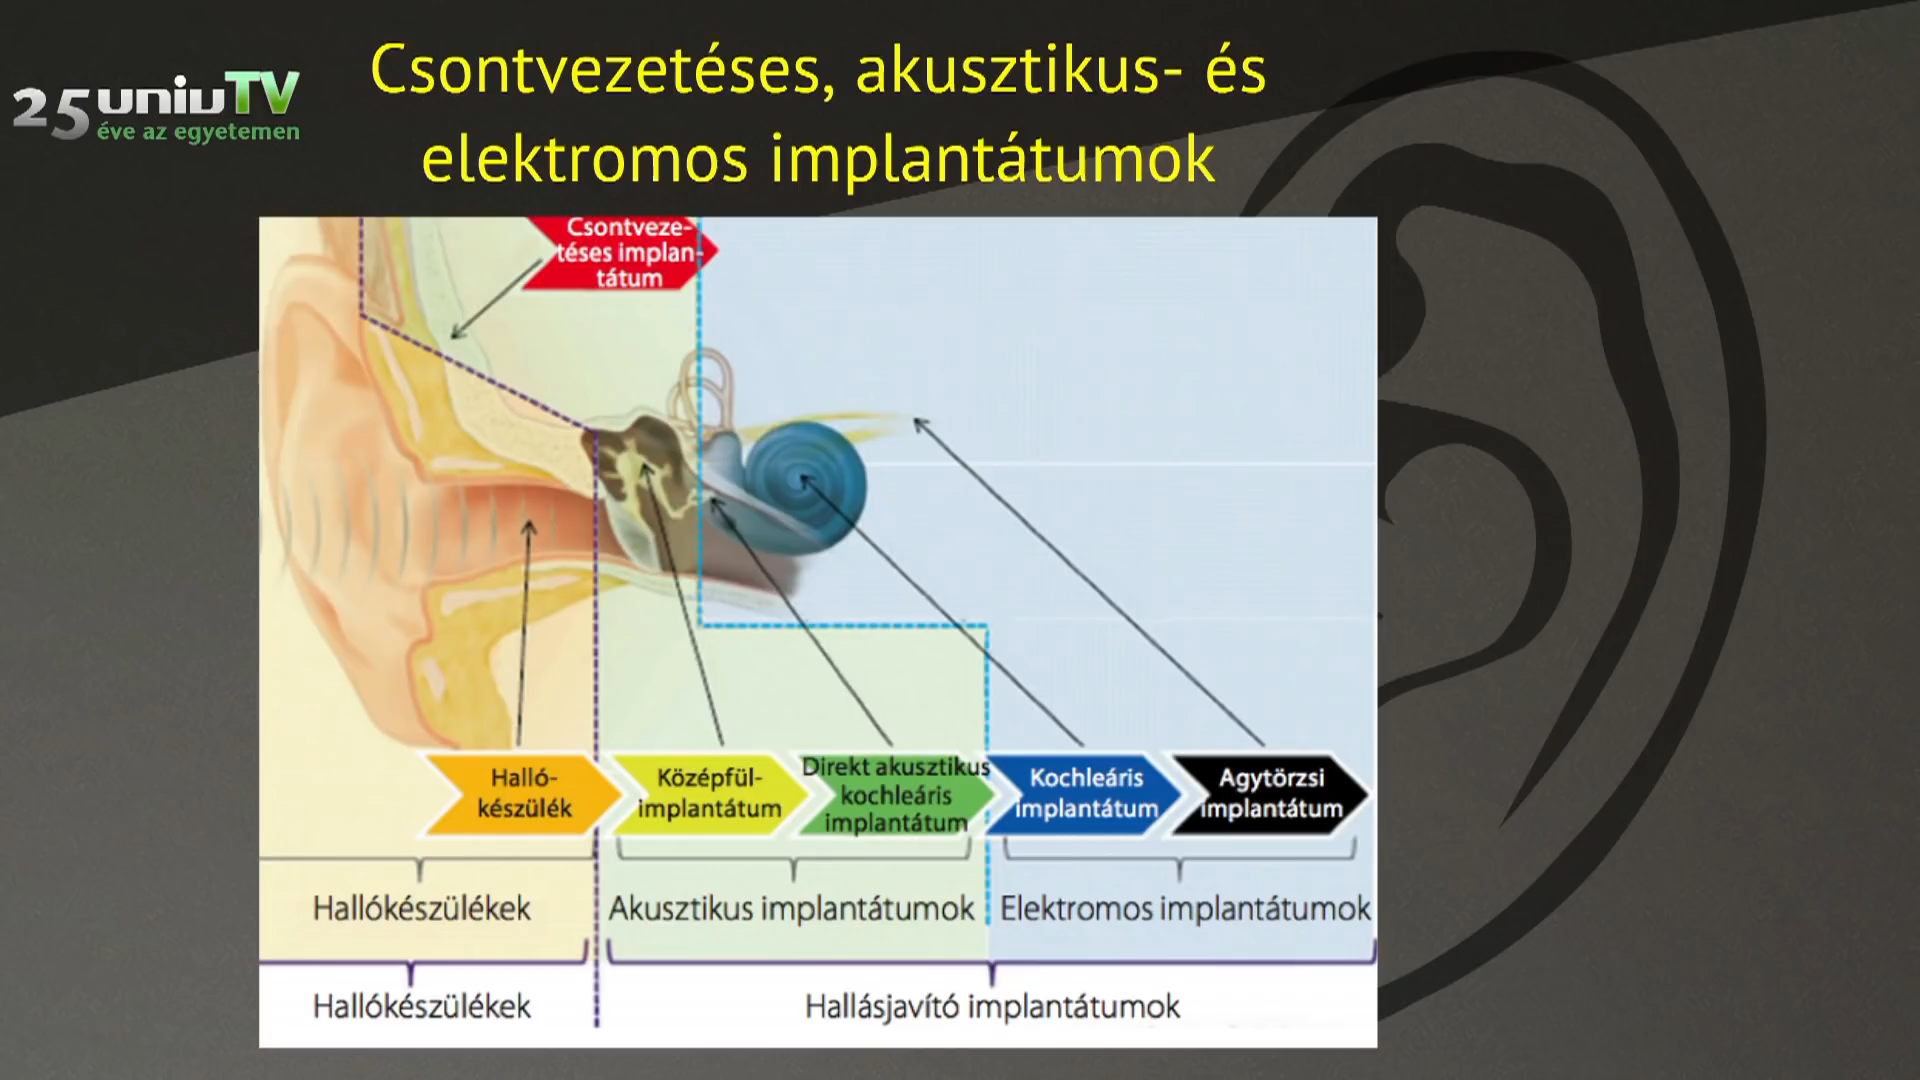 25 uniuTV
éve az egyetemen
Csontvezetéses, akusztikus- és
elektromos implantátumok
Csontveze-
téses implan-
tátum
Halló-
készülék
Középfül-
implantátum
Direkt akusztikus
kochleáris
implantátum
Kochleáris
implantátum
Agytörzsi
implantátum
Hallókészülékek
Akusztikus implantátumok
Elektromos implantátumok
Hallókészülékek
Hallásjavító implantátumok